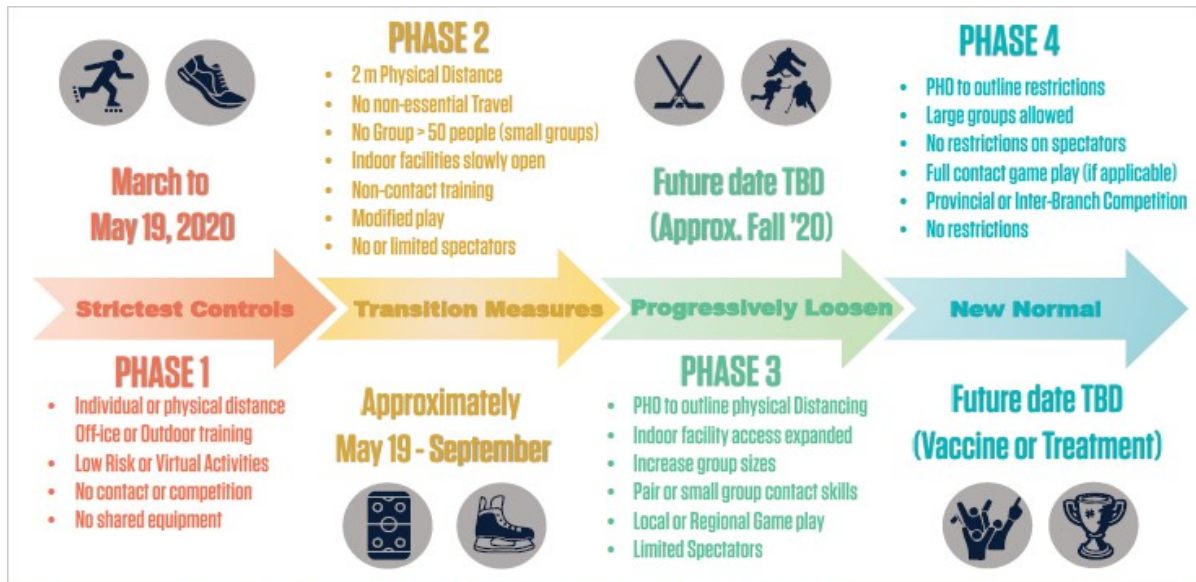 March to
May 19, 2020
Strictest Controls
PHASE 1
• Individual or physical distance
Off-ice or Outdoor training
• Low Risk or Virtual Activities
• No contact or competition
• No shared equipment
PHASE 2
• 2 m Physical Distance
• No non-essential Travel
• No Group > 50 people (small groups)
• Indoor facilities slowly open
• Non-contact training
• Modified play
• No or limited spectators
Transition Measures
Approximately
May 19 - September
Future date TBD
(Approx. Fall '20)
Progressively Loosen
PHASE 3
• PHO to outline physical Distancing
• Indoor facility access expanded
• Increase group sizes
• Pair or small group contact skills
• Local or Regional Game play
• Limited Spectators
PHASE 4
• PHO to outline restrictions
• Large groups allowed
• No restrictions on spectators
• Full contact game play (if applicable)
• Provincial or Inter-Branch Competition
• No restrictions
New Normal
Future date TBD
(Vaccine or Treatment)